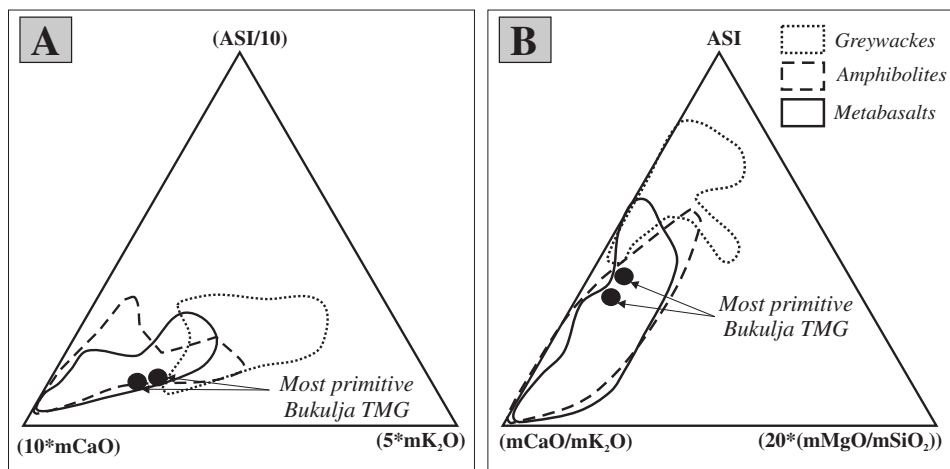 A
(ASI/10)
Most primitive
Bukulja TMG
(10*mCaO)
(5*mK₂O)
B
ASI
Greywackes
Amphibolites
Metabasalts
Most primitive
Bukulja TMG
(mCaO/mK₂O)
(20*(mMgO/mSiO₂))